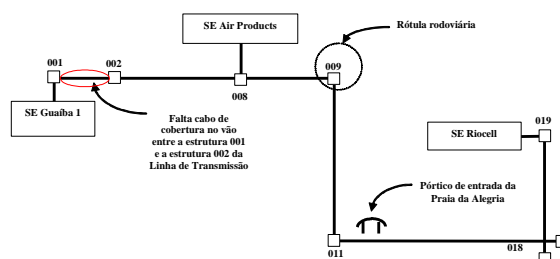 SE Air Products
Rótula rodoviária
001
002
008
009
SE Guaíba 1
Falta cabo de
cobertura no vão
entre a estrutura 001
e a estrutura 002 da
Linha de Transmissão
019
SE Riocell
Pórtico de entrada da
Praia da Alegria
011
018